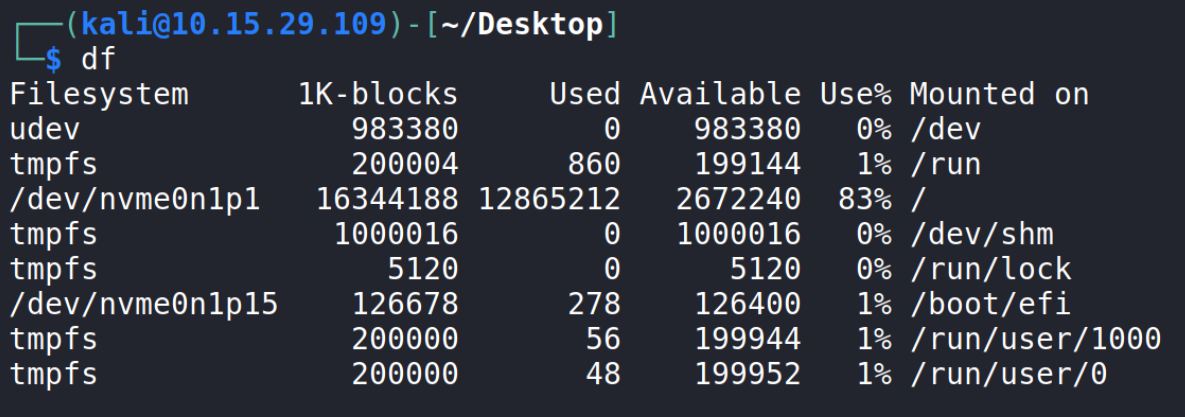 ┌──(kali@10.15.29.109)-[~/Desktop]
└─$ df
Filesystem      1K-blocks     Used Available Use% Mounted on
udev               983380        0    983380   0% /dev
tmpfs              200004      860    199144   1% /run
/dev/nvme0n1p1   16344188 12865212   2672240  83% /
tmpfs             1000016        0   1000016   0% /dev/shm
tmpfs                5120        0      5120   0% /run/lock
/dev/nvme0n1p15    126678      278    126400   1% /boot/efi
tmpfs              200000       56    199944   1% /run/user/1000
tmpfs              200000       48    199952   1% /run/user/0